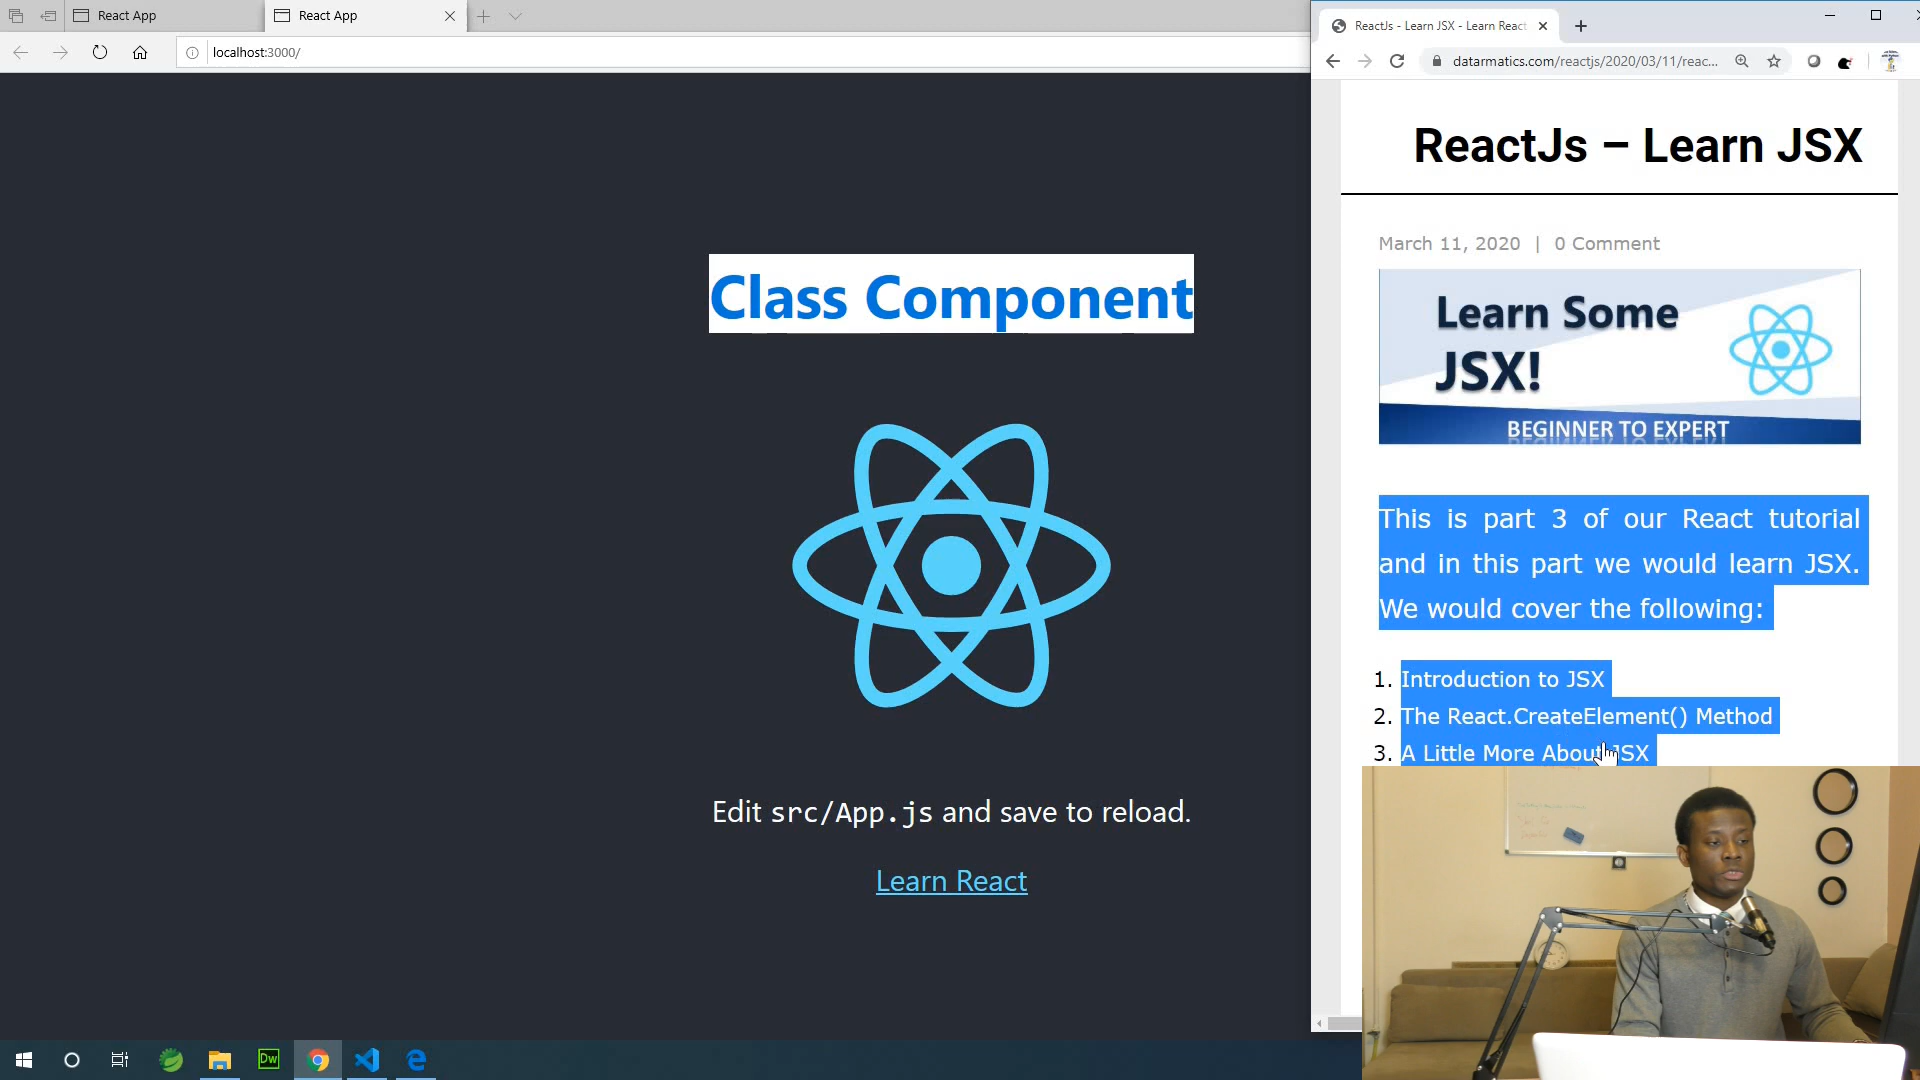 React App
React App
localhost:3000/
Class Component
Edit src/App.js and save to reload.
Learn React
ReactJs - Learn JSX - Learn React
datarmatics.com/reactjs/2020/03/11/reac...
ReactJs – Learn JSX
March 11, 2020 | 0 Comment
Learn Some
JSX!
BEGINNER TO EXPERT
This is part 3 of our React tutorial
and in this part we would learn JSX.
We would cover the following:
1. Introduction to JSX
2. The React.CreateElement() Method
3. A Little More About JSX
Dw